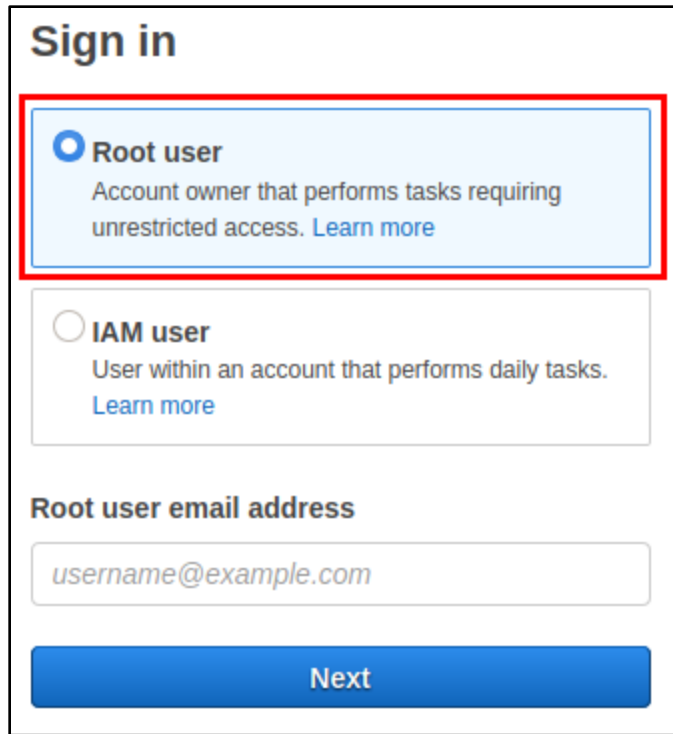 Sign in
Root user
Account owner that performs tasks requiring
unrestricted access. Learn more
IAM user
User within an account that performs daily tasks.
Learn more
Root user email address
username@example.com
Next